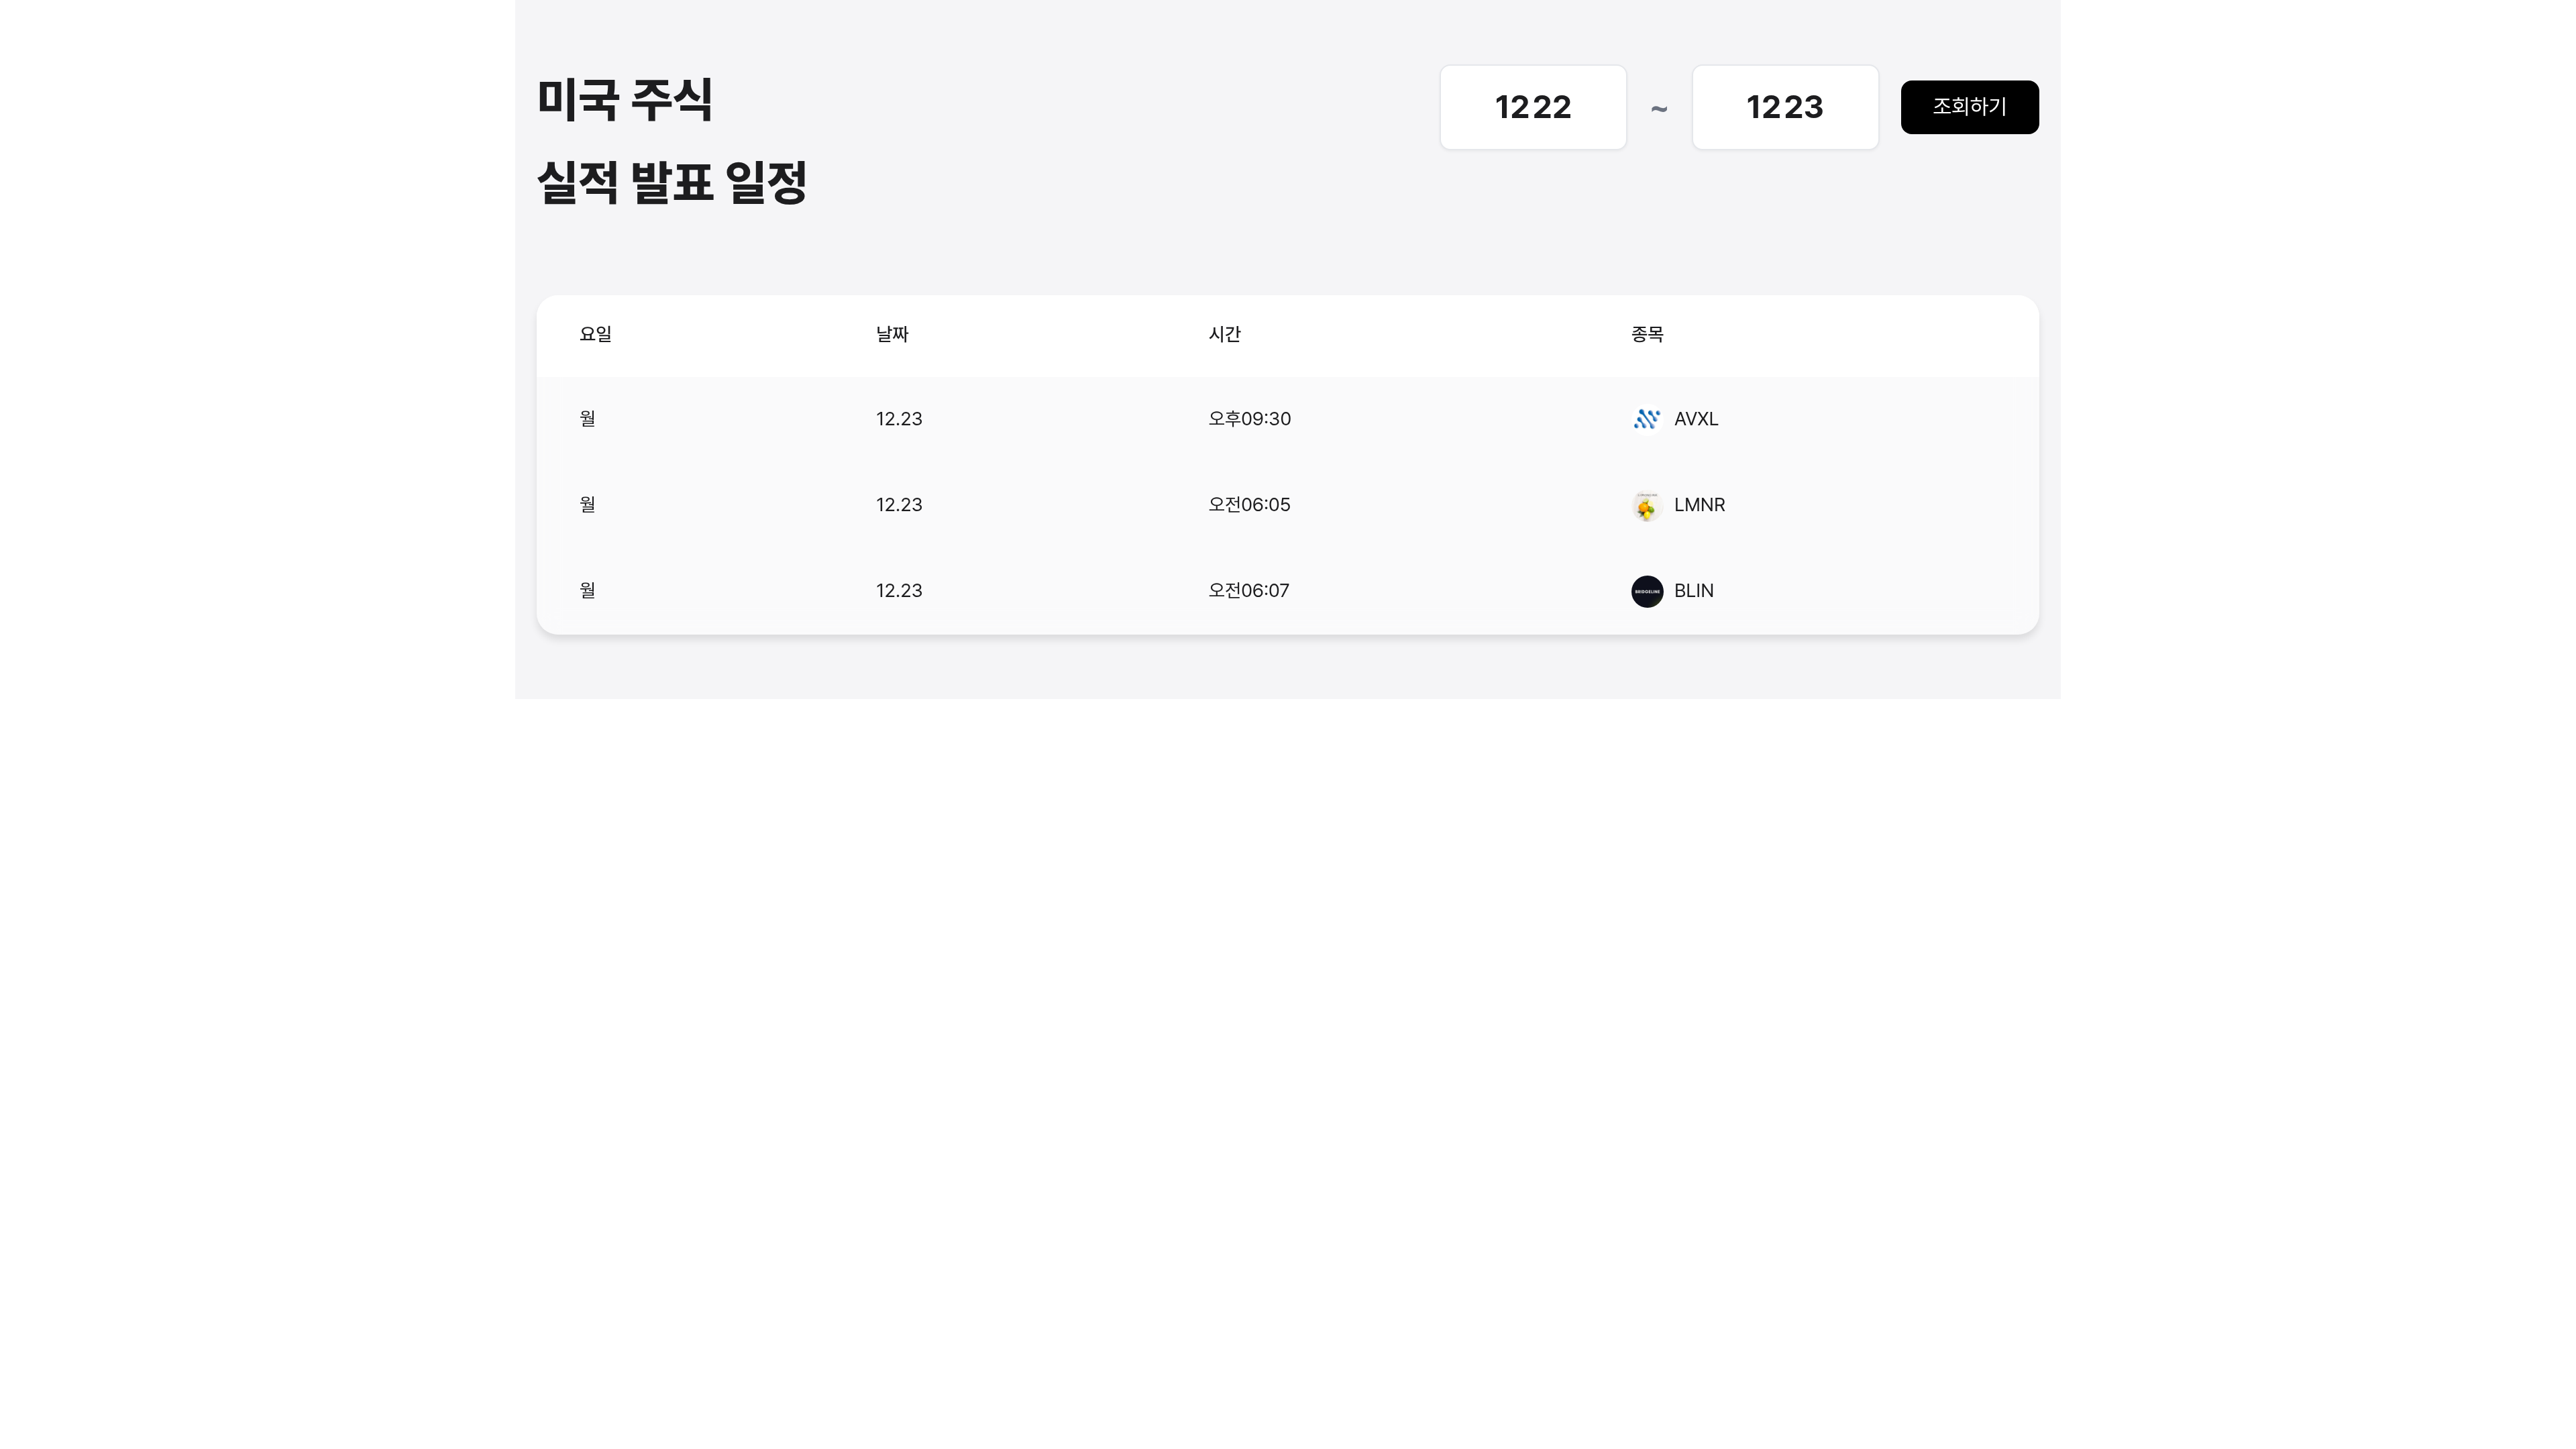 미국 주식
실적 발표 일정
1222 ~ 1223 조회하기
요일 날짜 시간 종목
월 12.23 오후09:30 AVXL
월 12.23 오전06:05 LMNR
월 12.23 오전06:07 BRIDGELINE BLIN